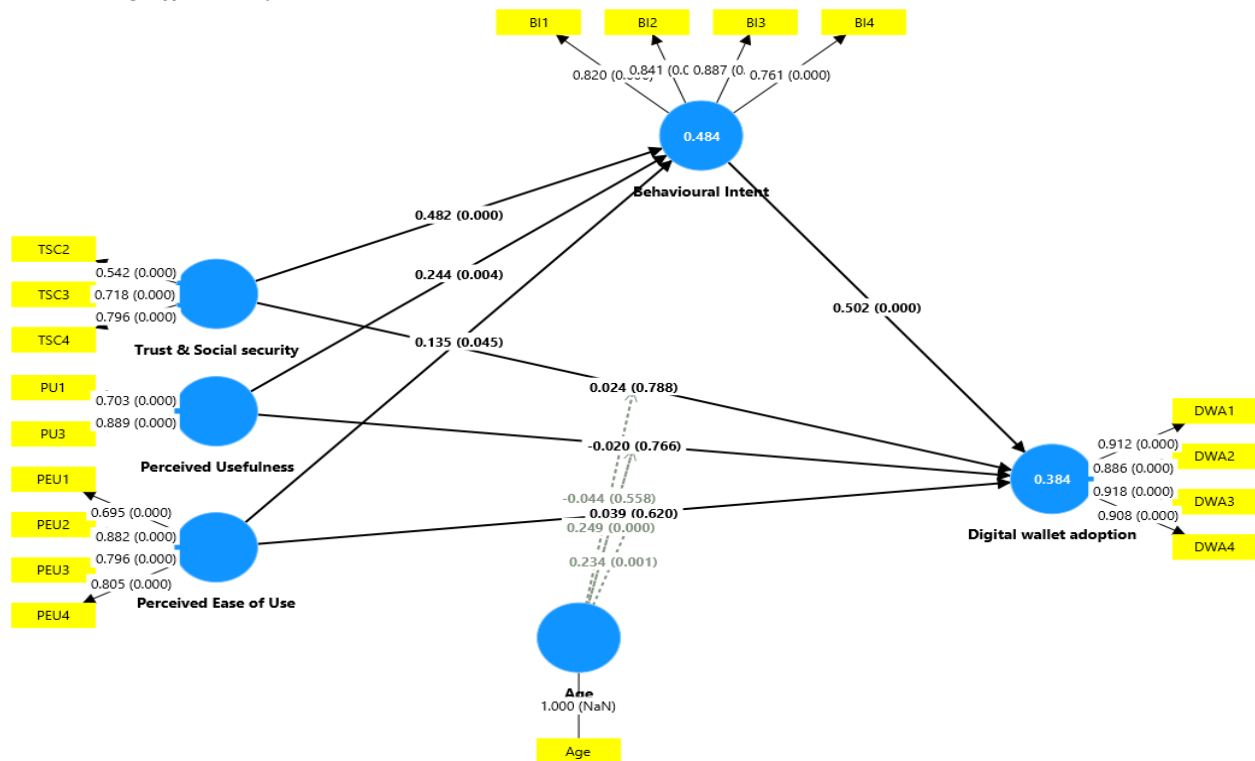 BI1
BI2
BI3
BI4
0.820
0.841
0.887
0.761 (0.000)
0.484
Behavioural Intent
0.482 (0.000)
TSC2
0.542 (0.000)
TSC3
0.718 (0.000)
0.796 (0.000)
TSC4
Trust & Social security
0.244 (0.004)
0.502 (0.000)
0.135 (0.045)
PU1
0.703 (0.000)
0.889 (0.000)
PU3
Perceived Usefulness
0.024 (0.788)
-0.020 (0.766)
DWA1
0.912 (0.000)
DWA2
0.886 (0.000)
0.384
0.918 (0.000)
DWA3
0.908 (0.000)
DWA4
Digital wallet adoption
PEU1
0.695 (0.000)
PEU2
0.882 (0.000)
PEU3
0.796 (0.000)
0.805 (0.000)
PEU4
Perceived Ease of Use
-0.044 (0.558)
0.039 (0.620)
0.249 (0.000)
0.234 (0.001)
Age
1.000 (NaN)
Age